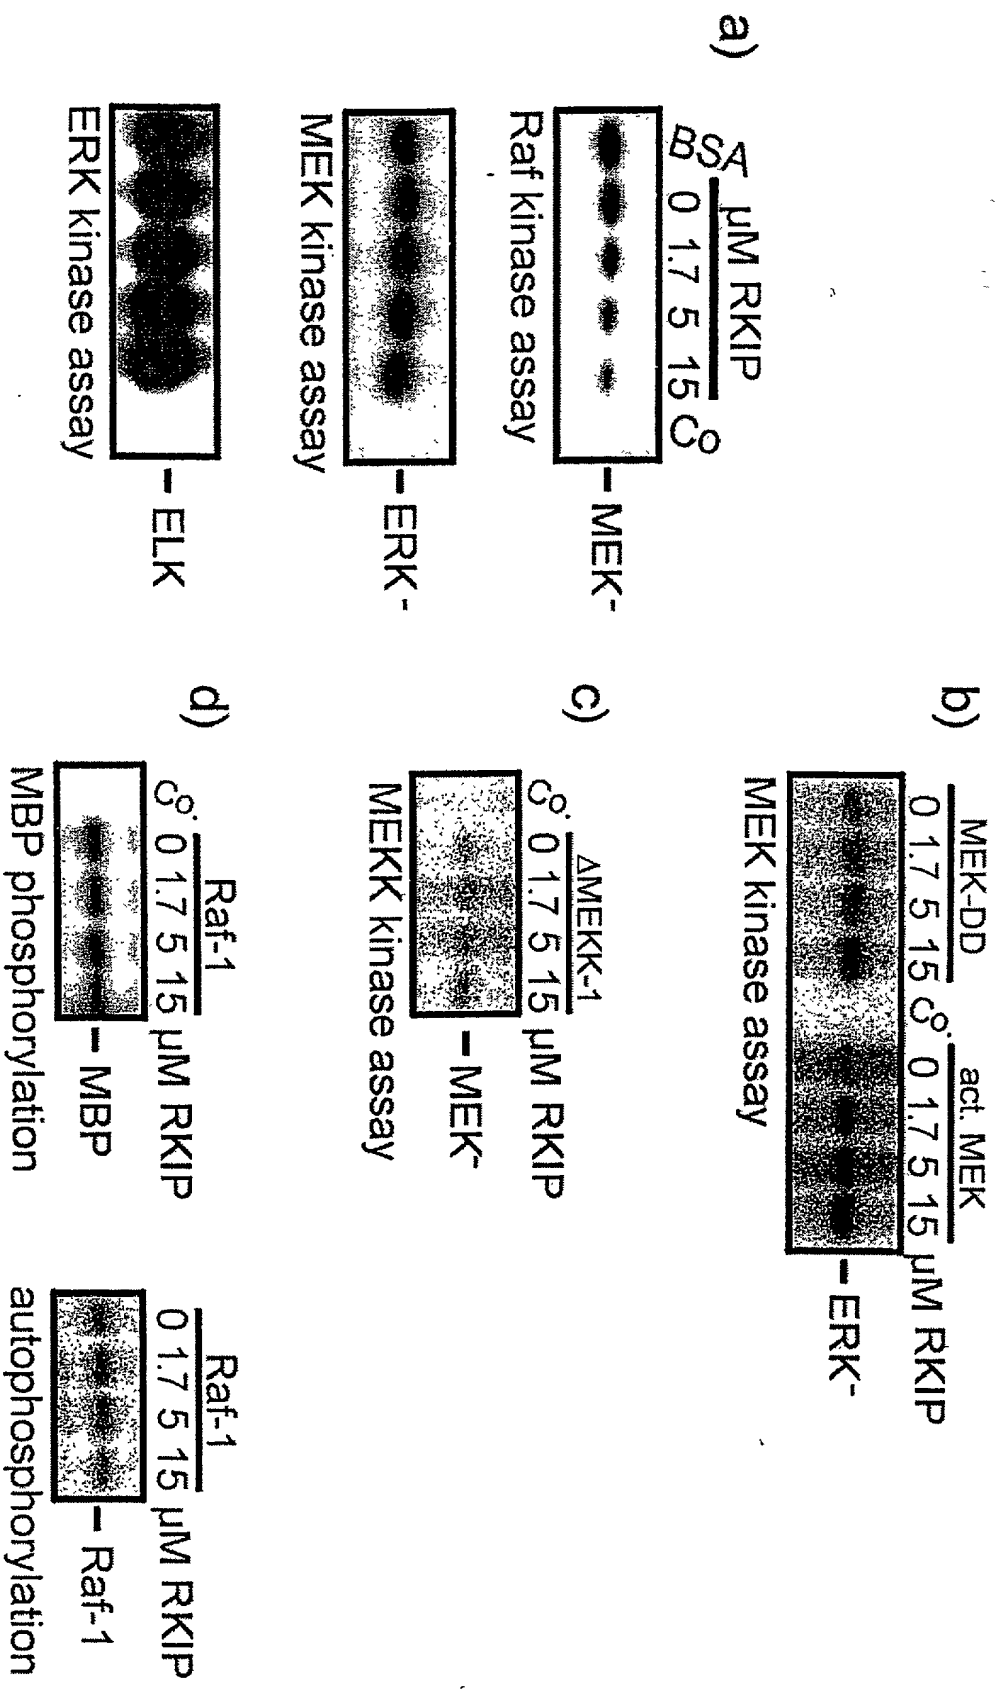 a)
BSA
µM RKIP
0 1.7 5 15 Co
– MEK-
Raf kinase assay
– ERK-
MEK kinase assay
– ELK
ERK kinase assay
b)
MEK-DD act. MEK
0 1.7 5 15 Co. 0 1.7 5 15 µM RKIP
– ERK-
MEK kinase assay
c)
ΔMEKK-1
Co. 0 1.7 5 15 µM RKIP
– MEK-
MEKK kinase assay
d)
Raf-1
Co. 0 1.7 5 15 µM RKIP
– MBP
MBP phosphorylation
Raf-1
0 1.7 5 15 µM RKIP
– Raf-1
autophosphorylation